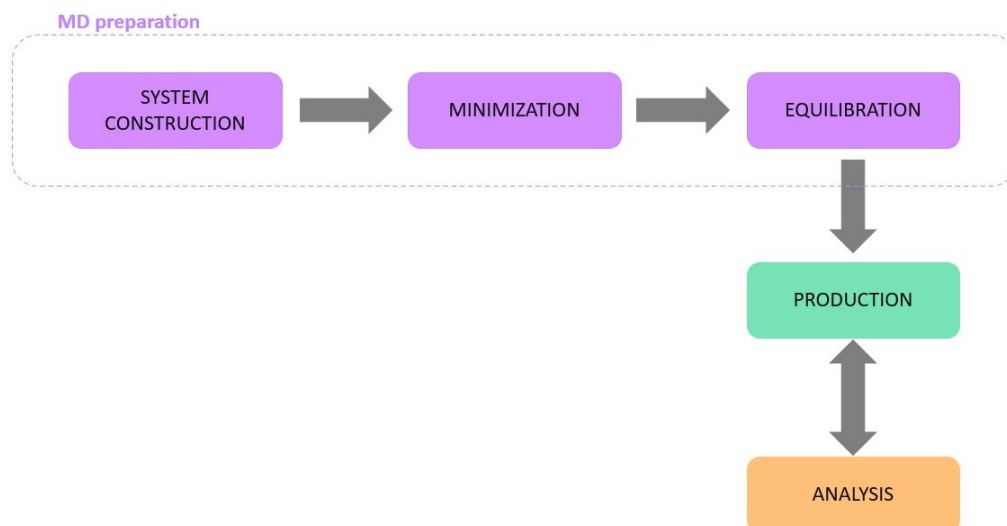 MD preparation
SYSTEM
CONSTRUCTION
MINIMIZATION
EQUILIBRATION
PRODUCTION
ANALYSIS